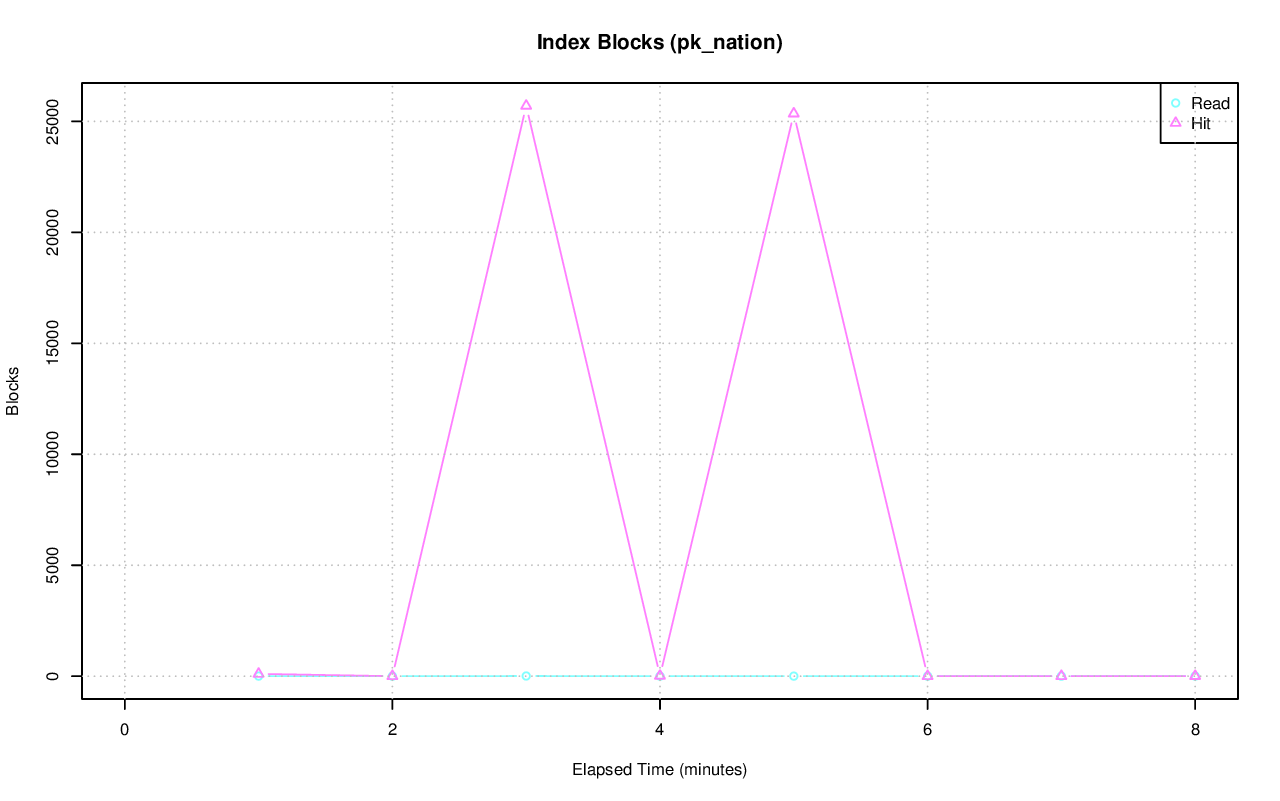 Index Blocks (pk_nation)
Read
Hit
25000
20000
15000
10000
5000
0
Blocks
0 2 4 6 8
Elapsed Time (minutes)